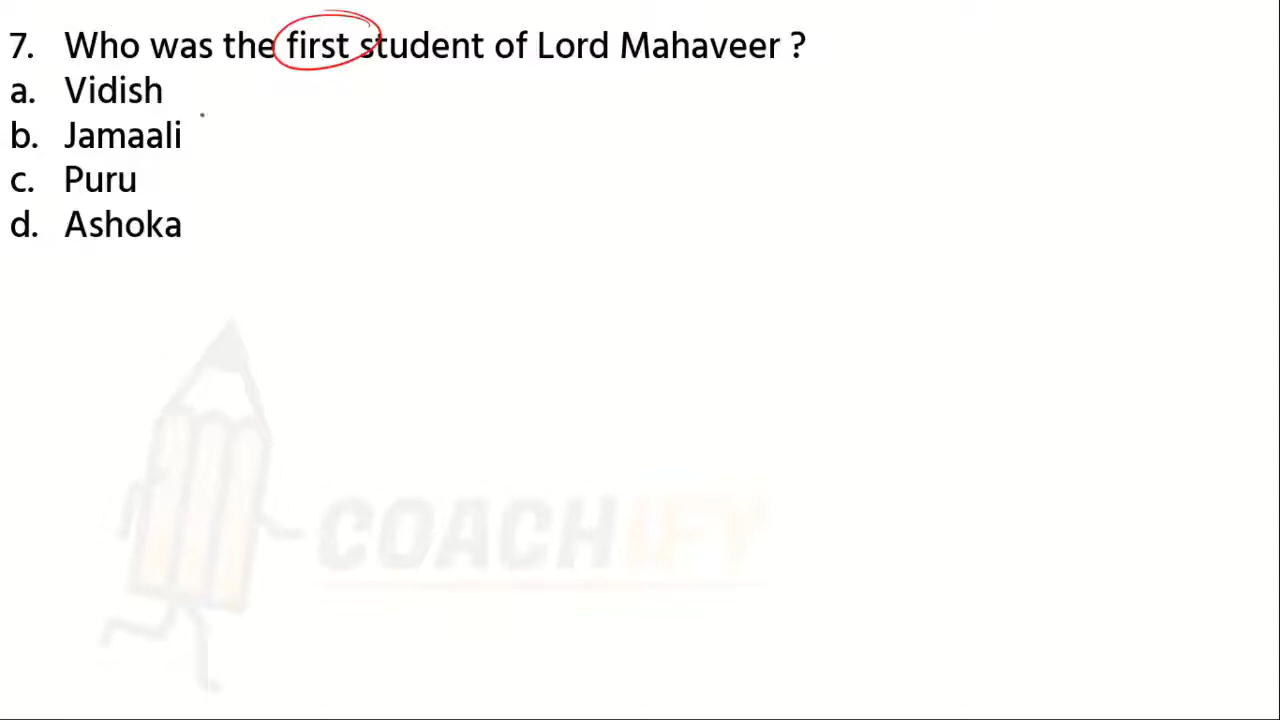 7. Who was the first student of Lord Mahaveer ?
a. Vidish
b. Jamaali
c. Puru
d. Ashoka
COACHIFY